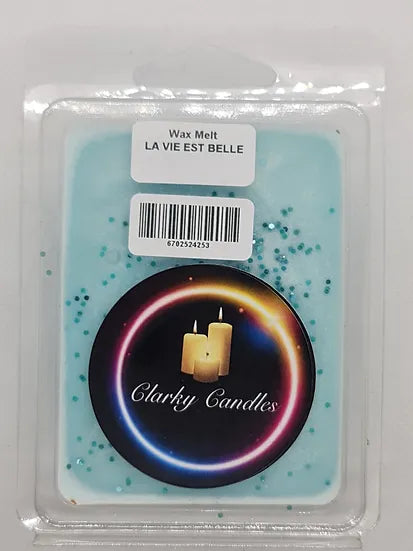 Wax Melt
LA VIE EST BELLE
6702524253
Clarky Candles